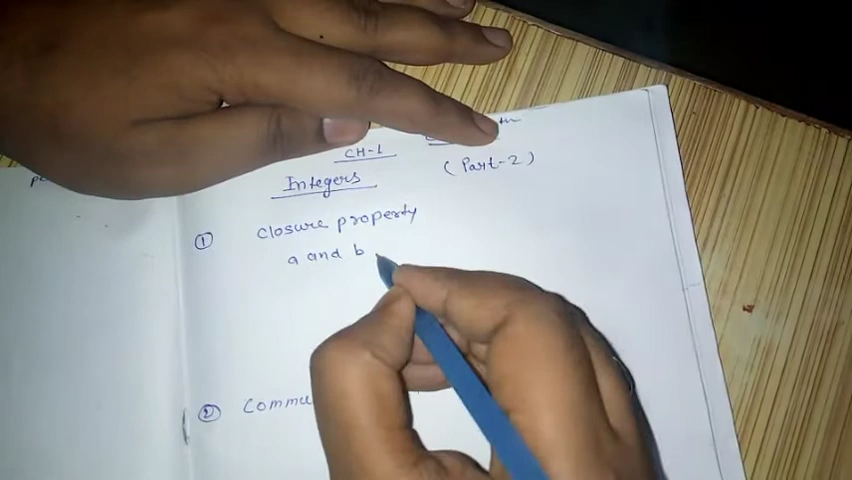 CH-1
(Part-2)
Integers
① closure property
a and b
②